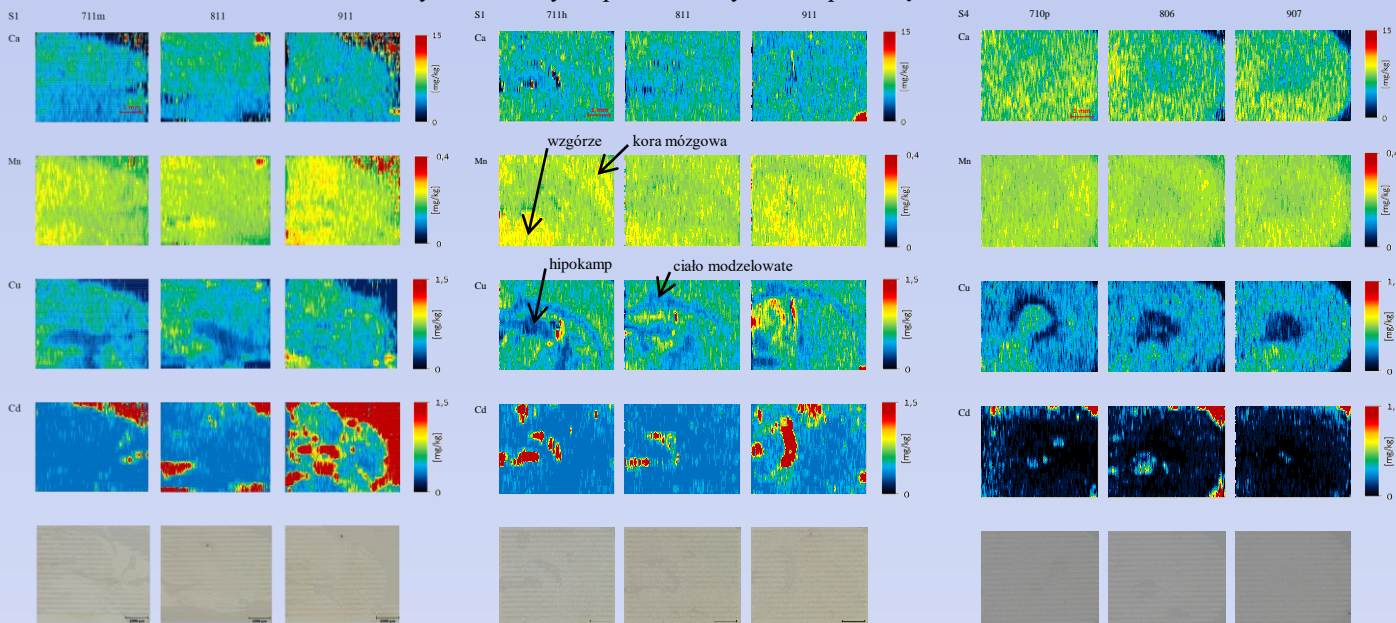 S1 711m 811 911
Ca
15
[mg/kg]
0
1 mm
Mn
0,4
[mg/kg]
0
Cu
1,5
[mg/kg]
0
Cd
1,5
[mg/kg]
0
S1 711h 811 911
Ca
15
[mg/kg]
0
wzgórze kora mózgowa
Mn
0,4
[mg/kg]
0
hipokamp ciało modzelowate
Cu
1,5
[mg/kg]
0
Cd
1,5
[mg/kg]
0
S4 710p 806 907
Ca
15
[mg/kg]
0
Mn
0,4
[mg/kg]
0
Cu
[mg/kg]
0
Cd
[mg/kg]
0